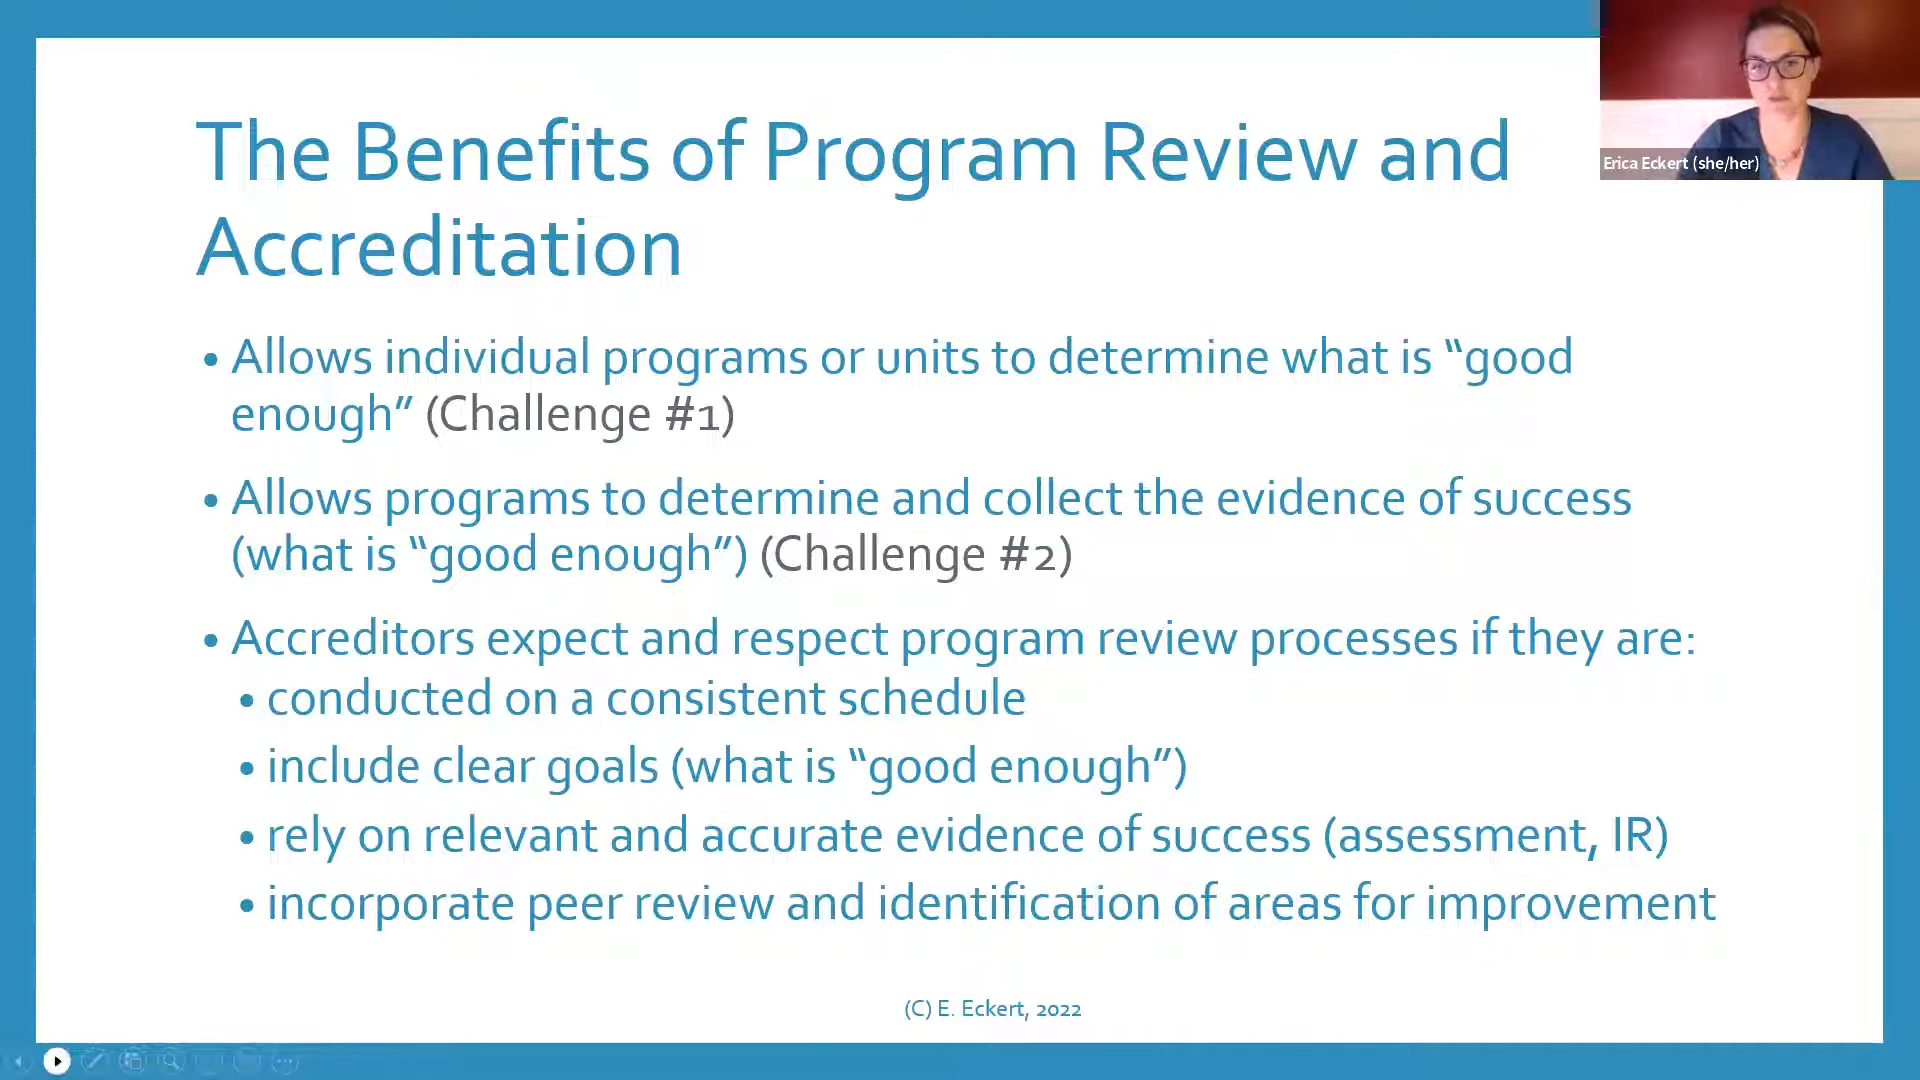 The Benefits of Program Review and
Accreditation
Erica Eckert (she/her)
• Allows individual programs or units to determine what is “good
enough” (Challenge #1)
• Allows programs to determine and collect the evidence of success
(what is “good enough”) (Challenge #2)
• Accreditors expect and respect program review processes if they are:
• conducted on a consistent schedule
• include clear goals (what is “good enough”)
• rely on relevant and accurate evidence of success (assessment, IR)
• incorporate peer review and identification of areas for improvement
(C) E. Eckert, 2022